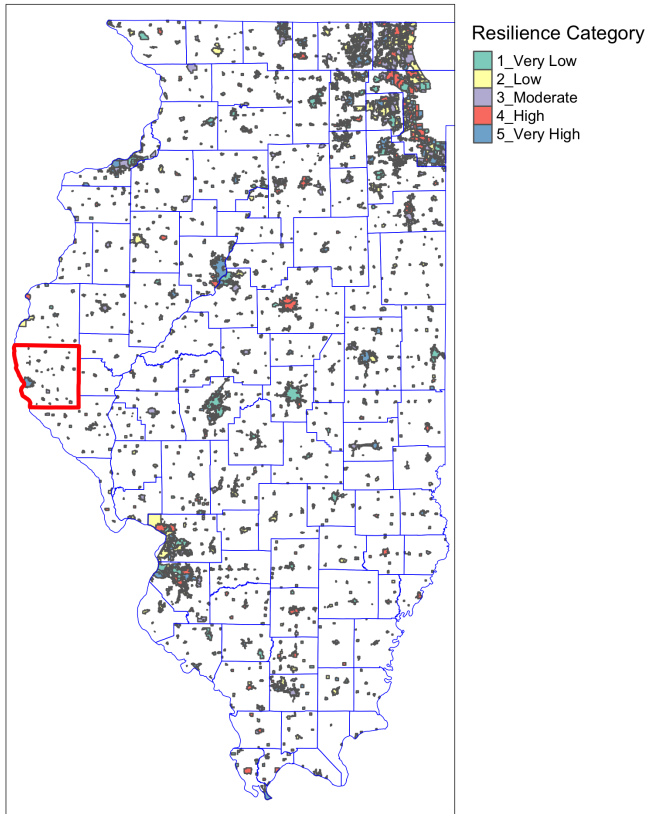 Resilience Category
1_Very Low
2_Low
3_Moderate
4_High
5_Very High